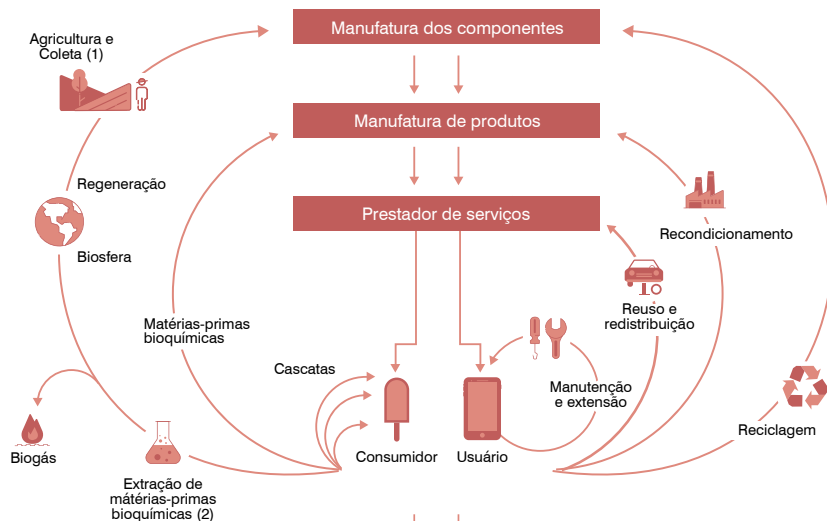 Agricultura e
Coleta (1)
Manufatura dos componentes
Manufatura de produtos
Regeneração
Prestador de serviços
Recondicionamento
Biosfera
Reuso e
redistribuição
Matérias-primas
bioquímicas
Cascatas
Manutenção
e extensão
Reciclagem
Biogás
Consumidor
Usuário
Extração de
mátérias-primas
bioquímicas (2)